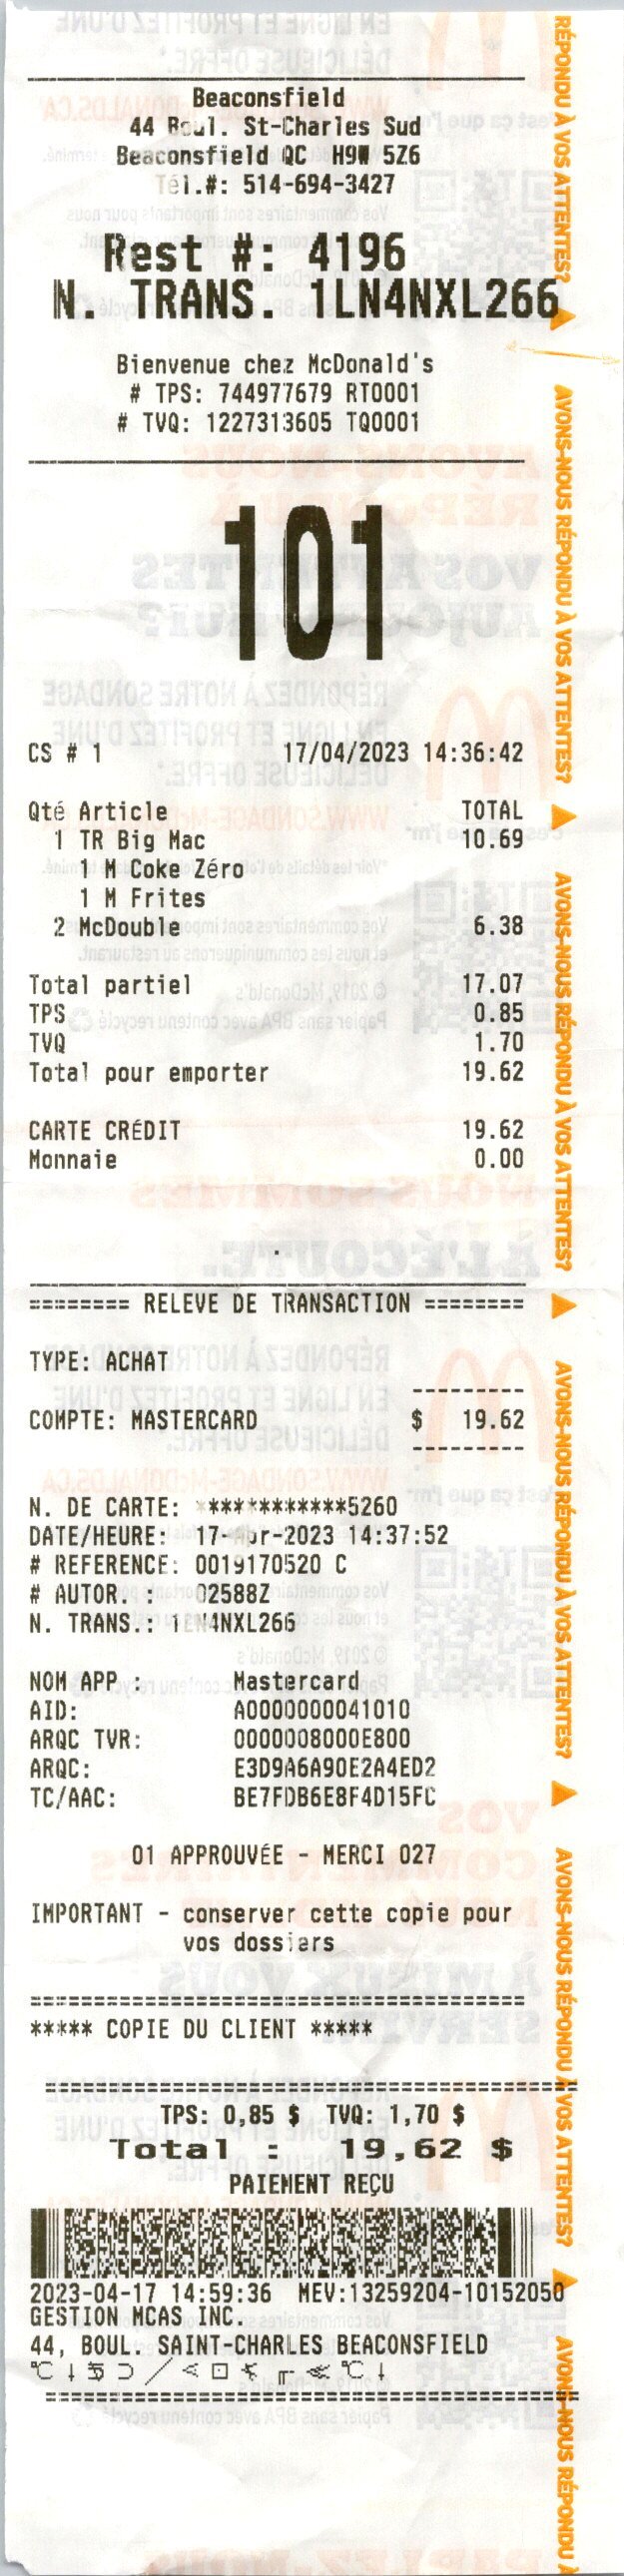 Beaconsfield
44 Boul. St-Charles Sud
Beaconsfield QC H9W 5Z6
Tél.#: 514-694-3427
Rest #: 4196
N. TRANS. 1LN4NXL266
Bienvenue chez McDonald's
# TPS: 744977679 RT0001
# TVQ: 1227313605 TQ0001
101
CS # 1 17/04/2023 14:36:42
Qté Article TOTAL
1 TR Big Mac 10.69
1 M Coke Zéro
1 M Frites
2 McDouble 6.38
Total partiel 17.07
TPS 0.85
TVQ 1.70
Total pour emporter 19.62
CARTE CRÉDIT 19.62
Monnaie 0.00
======== RELEVE DE TRANSACTION ========
TYPE: ACHAT
---------
COMPTE: MASTERCARD $ 19.62
---------
N. DE CARTE: ************5260
DATE/HEURE: 17-Apr-2023 14:37:52
# REFERENCE: 0019170520 C
# AUTOR. : 02588Z
N. TRANS.: 1LN4NXL266
NOM APP : Mastercard
AID: A0000000041010
ARQC TVR: 0000008000E800
ARQC: E3D9A6A90E2A4ED2
TC/AAC: BE7FDB6E8F4D15FC
01 APPROUVÉE - MERCI 027
IMPORTANT - conserver cette copie pour
vos dossiers
========================================
***** COPIE DU CLIENT *****
===========================================
TPS: 0,85 $ TVQ: 1,70 $
Total : 19,62 $
PAIEMENT REÇU
2023-04-17 14:59:36 MEV:13259204-10152050
GESTION MCAS INC.
44, BOUL. SAINT-CHARLES BEACONSFIELD
===========================================
RÉPONDU À VOS ATTENTES?
AVONS-NOUS RÉPONDU À VOS ATTENTES?
AVONS-NOUS RÉPONDU À VOS ATTENTES?
AVONS-NOUS RÉPONDU À VOS ATTENTES?
AVONS-NOUS RÉPONDU À VOS ATTENTES?
AVONS-NOUS RÉPONDU À